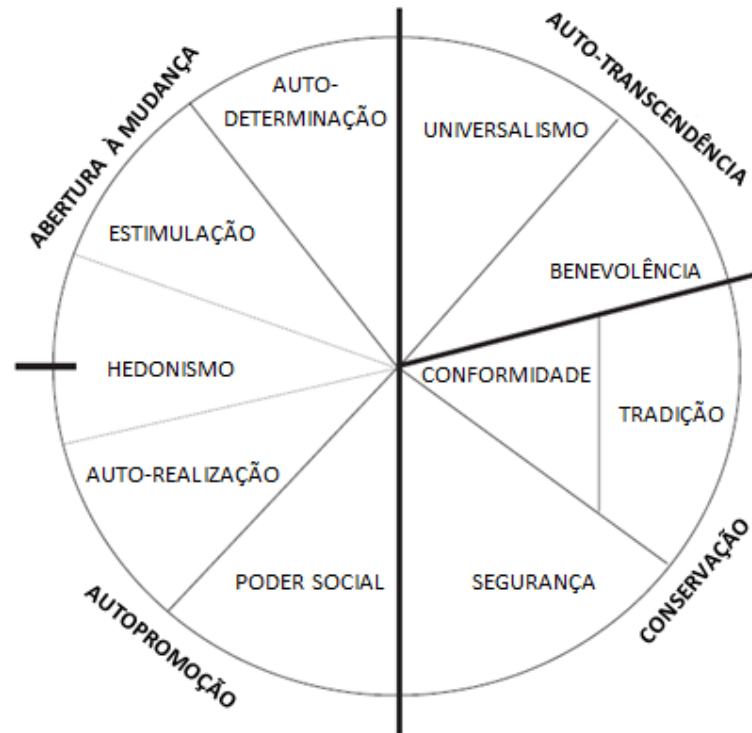 ABERTURA À MUDANÇA
AUTO-TRANSCENDÊNCIA
AUTO-
DETERMINAÇÃO
UNIVERSALISMO
ESTIMULAÇÃO
BENEVOLÊNCIA
HEDONISMO
CONFORMIDADE
TRADIÇÃO
AUTO-REALIZAÇÃO
PODER SOCIAL
SEGURANÇA
AUTOPROMOÇÃO
CONSERVAÇÃO